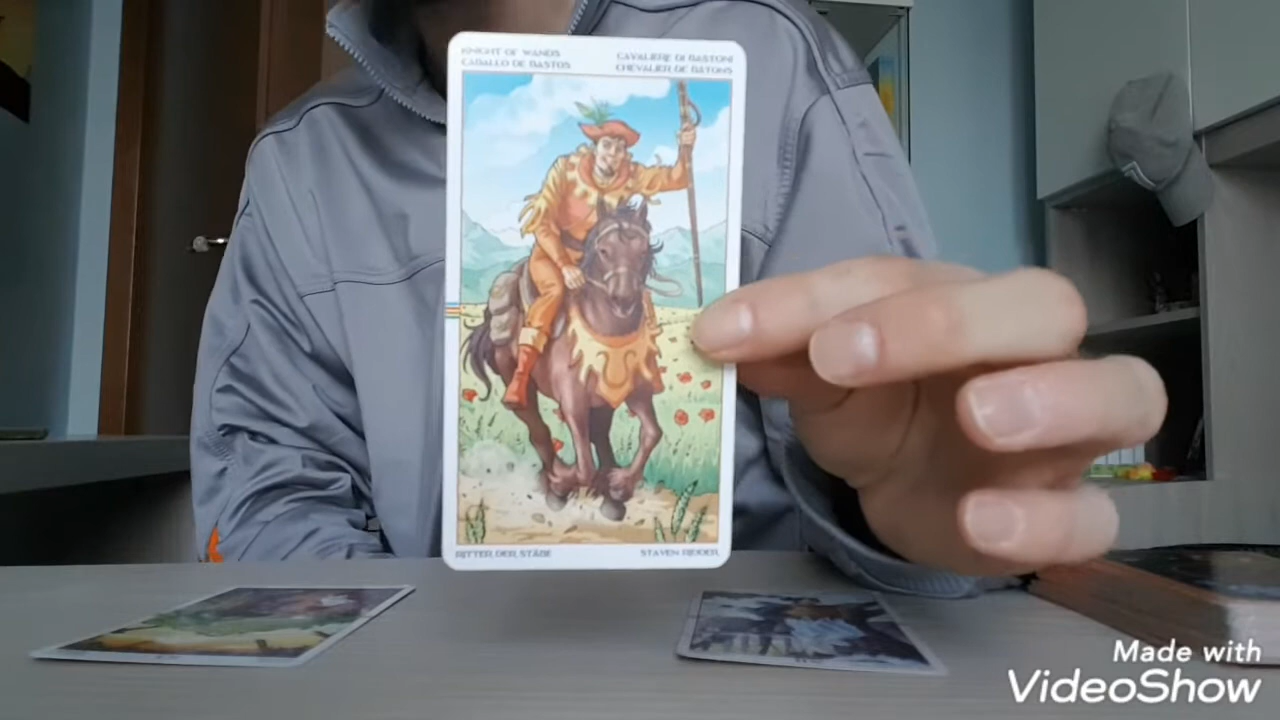 KNIGHT OF WANDS
CABALLO DE BASTOS
CAVALIERE DI BASTONI
CHEVALIER DE BATONS
RITTER DER STÄBE
STAVEN RIDDER
Made with
VideoShow